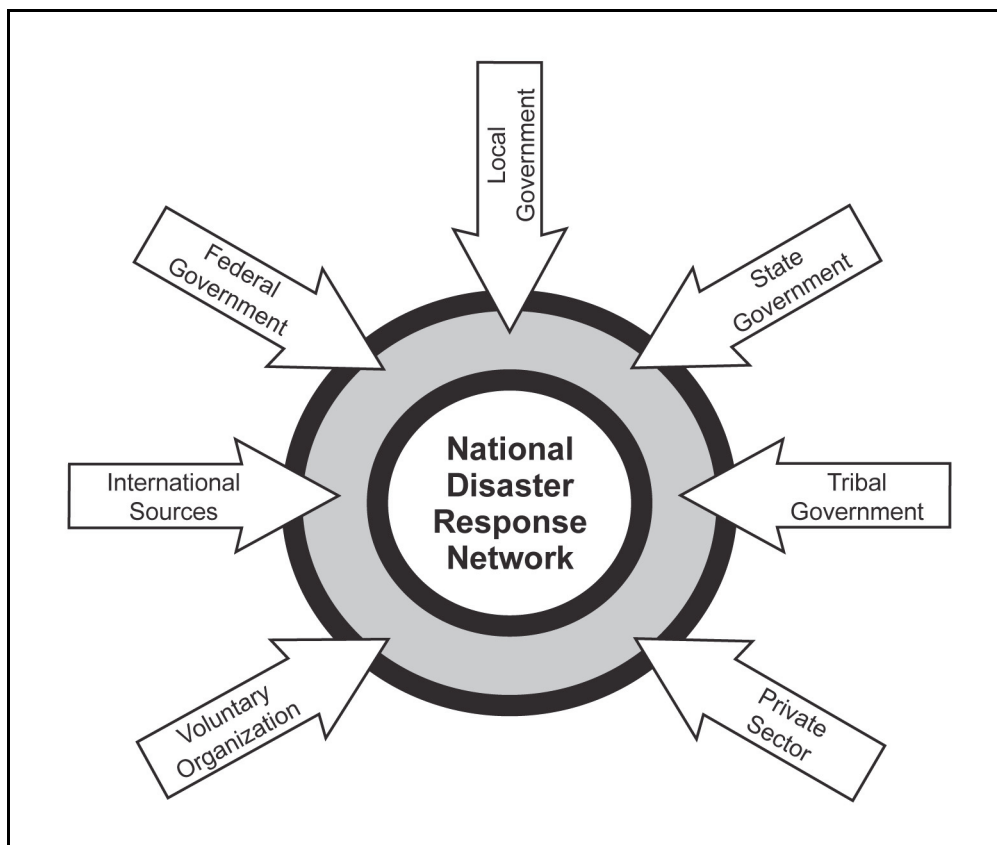 Local
Government
Federal
Government
State
Government
International
Sources
National
Disaster
Response
Network
Tribal
Government
Voluntary
Organization
Private
Sector